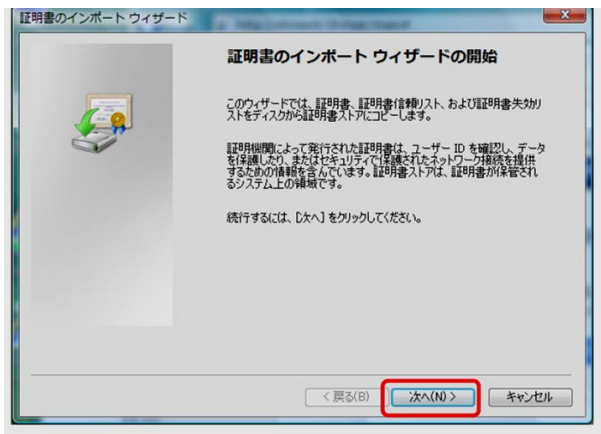 証明書のインポート ウィザード
証明書のインポート ウィザードの開始
このウィザードでは、証明書、証明書信頼リスト、および証明書失効リ
ストをディスクから証明書ストアにコピーします。
証明機関によって発行された証明書は、ユーザー ID を確認し、データ
を保護したり、またはセキュリティで保護されたネットワーク接続を提供
するための情報を含んでいます。証明書ストアは、証明書が保管され
るシステム上の領域です。
続行するには、[次へ] をクリックしてください。
< 戻る(B)
次へ(N) >
キャンセル